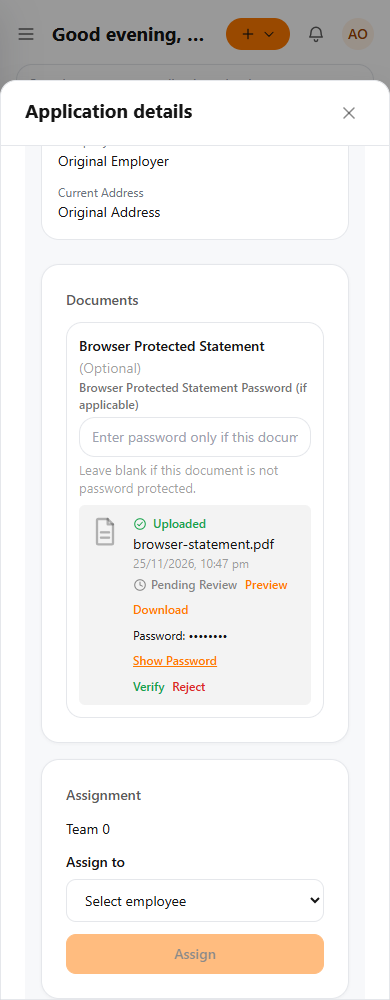 Good evening, ...
AO
Application details
Original Employer
Current Address
Original Address
Documents
Browser Protected Statement
(Optional)
Browser Protected Statement Password (if
applicable)
Enter password only if this docum
Leave blank if this document is not
password protected.
Uploaded
browser-statement.pdf
25/11/2026, 10:47 pm
Pending Review Preview
Download
Password: ••••••••
Show Password
Verify Reject
Assignment
Team 0
Assign to
Select employee
Assign